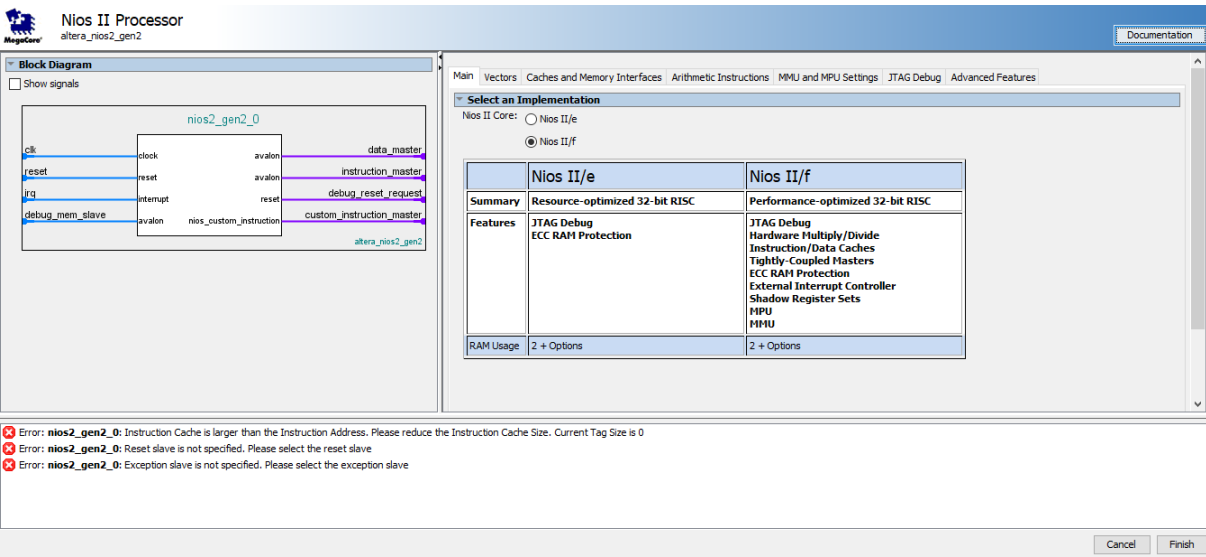 MegaCore'
Nios II Processor
altera_nios2_gen2
Documentation
Block Diagram
Show signals
nios2_gen2_0
clk
reset
irq
debug_mem_slave
clock
reset
interrupt
avalon
avalon
avalon
reset
nios_custom_instruction
data_master
instruction_master
debug_reset_request
custom_instruction_master
altera_nios2_gen2
Main Vectors Caches and Memory Interfaces Arithmetic Instructions MMU and MPU Settings JTAG Debug Advanced Features
Select an Implementation
Nios II Core: Nios II/e
Nios II/f
Nios II/e Nios II/f
Summary Resource-optimized 32-bit RISC Performance-optimized 32-bit RISC
Features JTAG Debug
ECC RAM Protection
JTAG Debug
Hardware Multiply/Divide
Instruction/Data Caches
Tightly-Coupled Masters
ECC RAM Protection
External Interrupt Controller
Shadow Register Sets
MPU
MMU
RAM Usage 2 + Options 2 + Options
Error: nios2_gen2_0: Instruction Cache is larger than the Instruction Address. Please reduce the Instruction Cache Size. Current Tag Size is 0
Error: nios2_gen2_0: Reset slave is not specified. Please select the reset slave
Error: nios2_gen2_0: Exception slave is not specified. Please select the exception slave
Cancel Finish